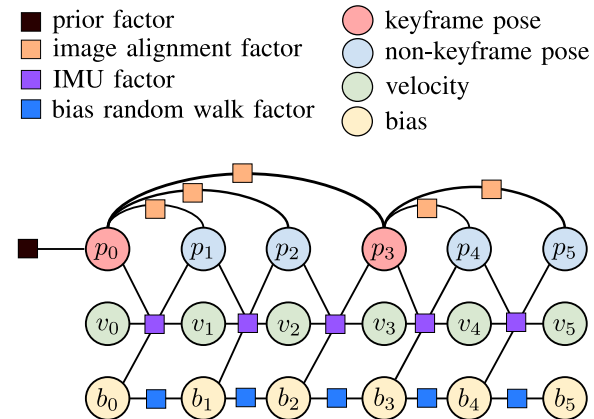 prior factor
image alignment factor
IMU factor
bias random walk factor
keyframe pose
non-keyframe pose
velocity
bias
p₀ p₁ p₂ p₃ p₄ p₅
v₀ v₁ v₂ v₃ v₄ v₅
b₀ b₁ b₂ b₃ b₄ b₅